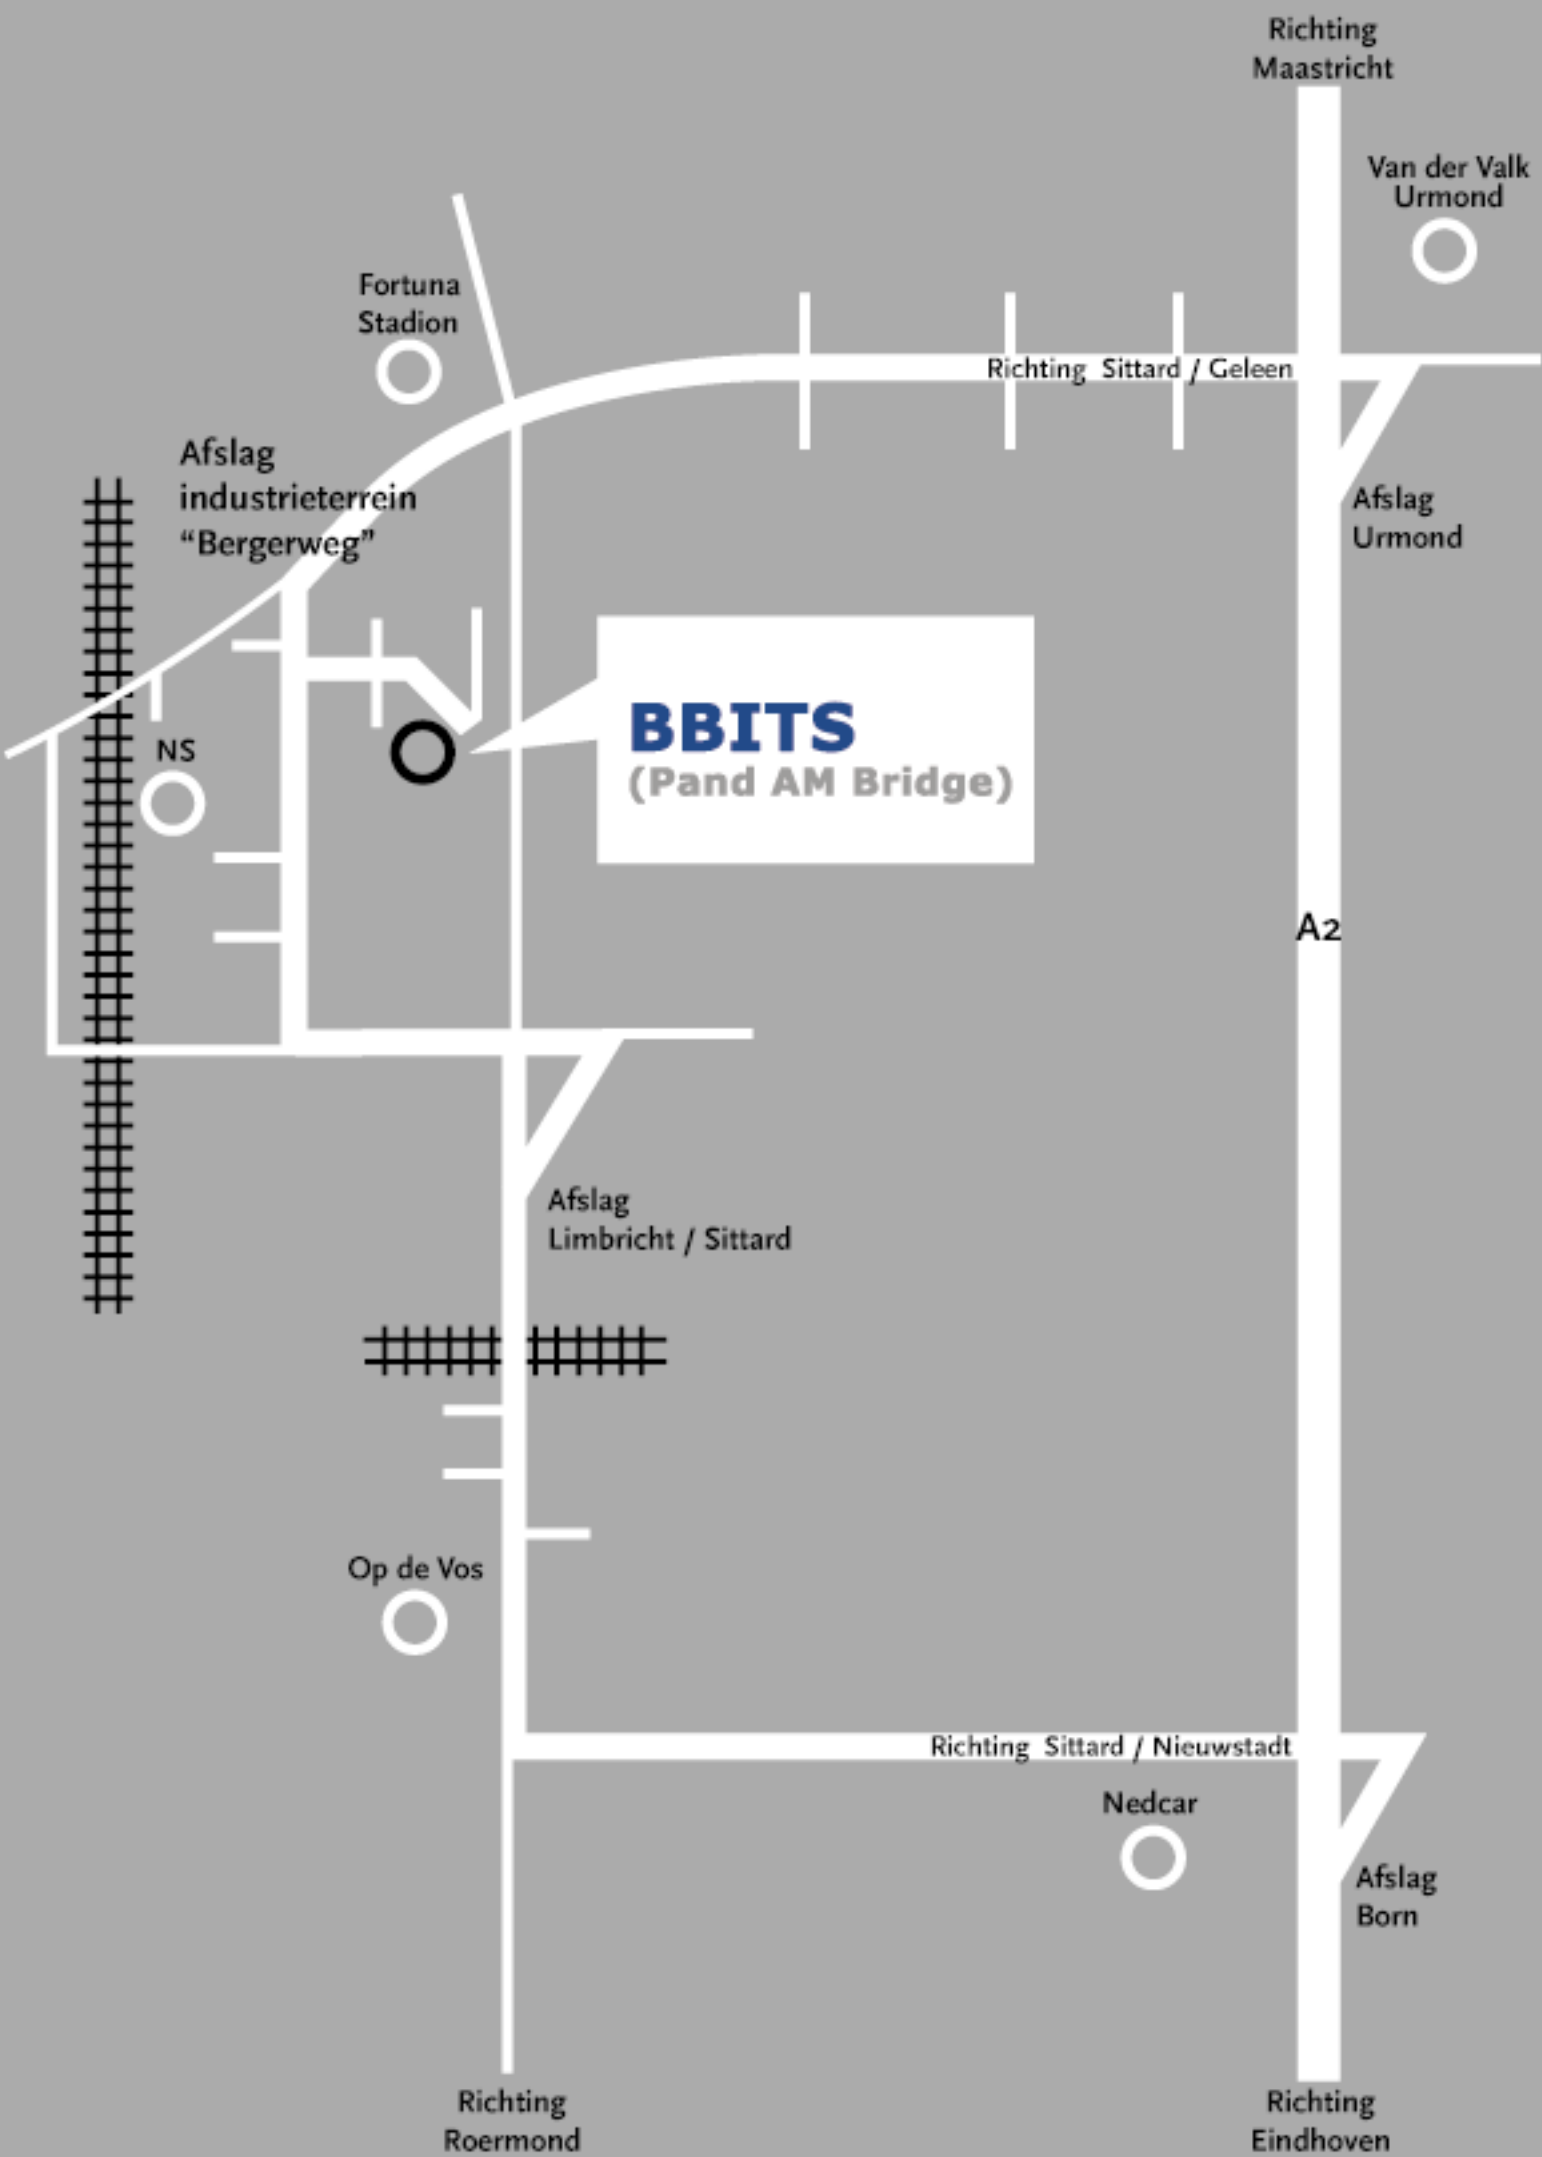 Richting
Maastricht
Van der Valk
Urmond
Fortuna
Stadion
Richting Sittard / Geleen
Afslag
industrieterrein
“Bergerweg”
Afslag
Urmond
BBITS
(Pand AM Bridge)
NS
A2
Afslag
Limbricht / Sittard
Op de Vos
Richting Sittard / Nieuwstadt
Nedcar
Afslag
Born
Richting
Roermond
Richting
Eindhoven